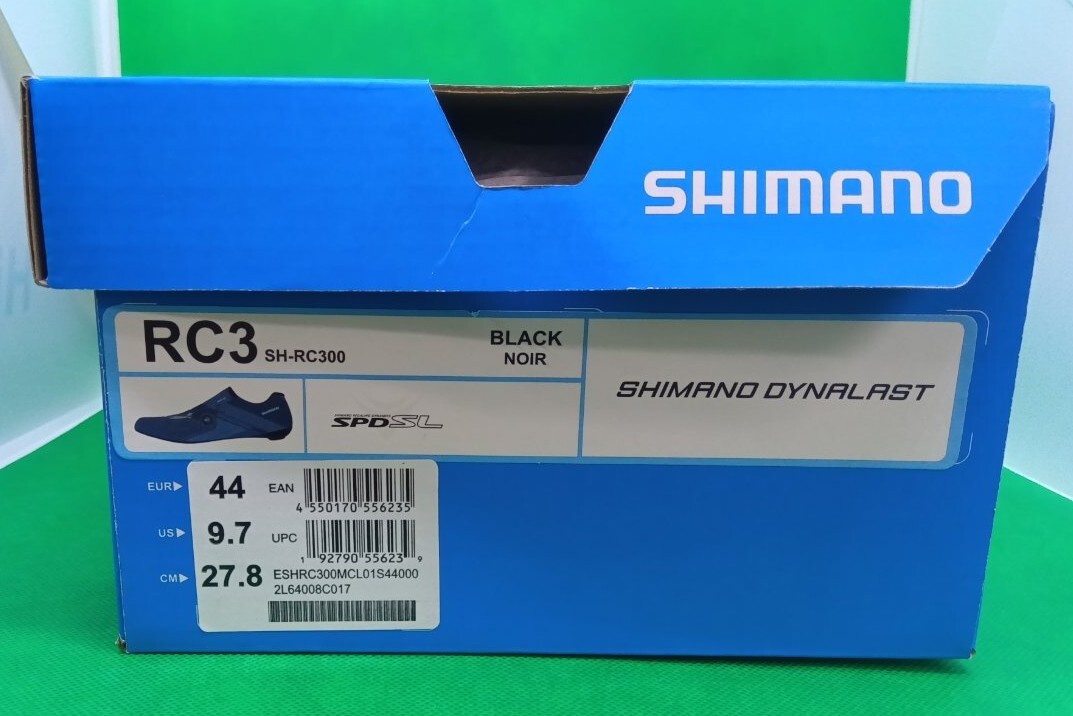 SHIMANO
RC3 SH-RC300
BLACK
NOIR
SPD SL
SHIMANO DYNALAST
EUR▶ 44 EAN
4 550170 556235
US▶ 9.7 UPC
1 92790 55623 9
CM▶ 27.8 ESHRC300MCL01S44000
2L64008C017